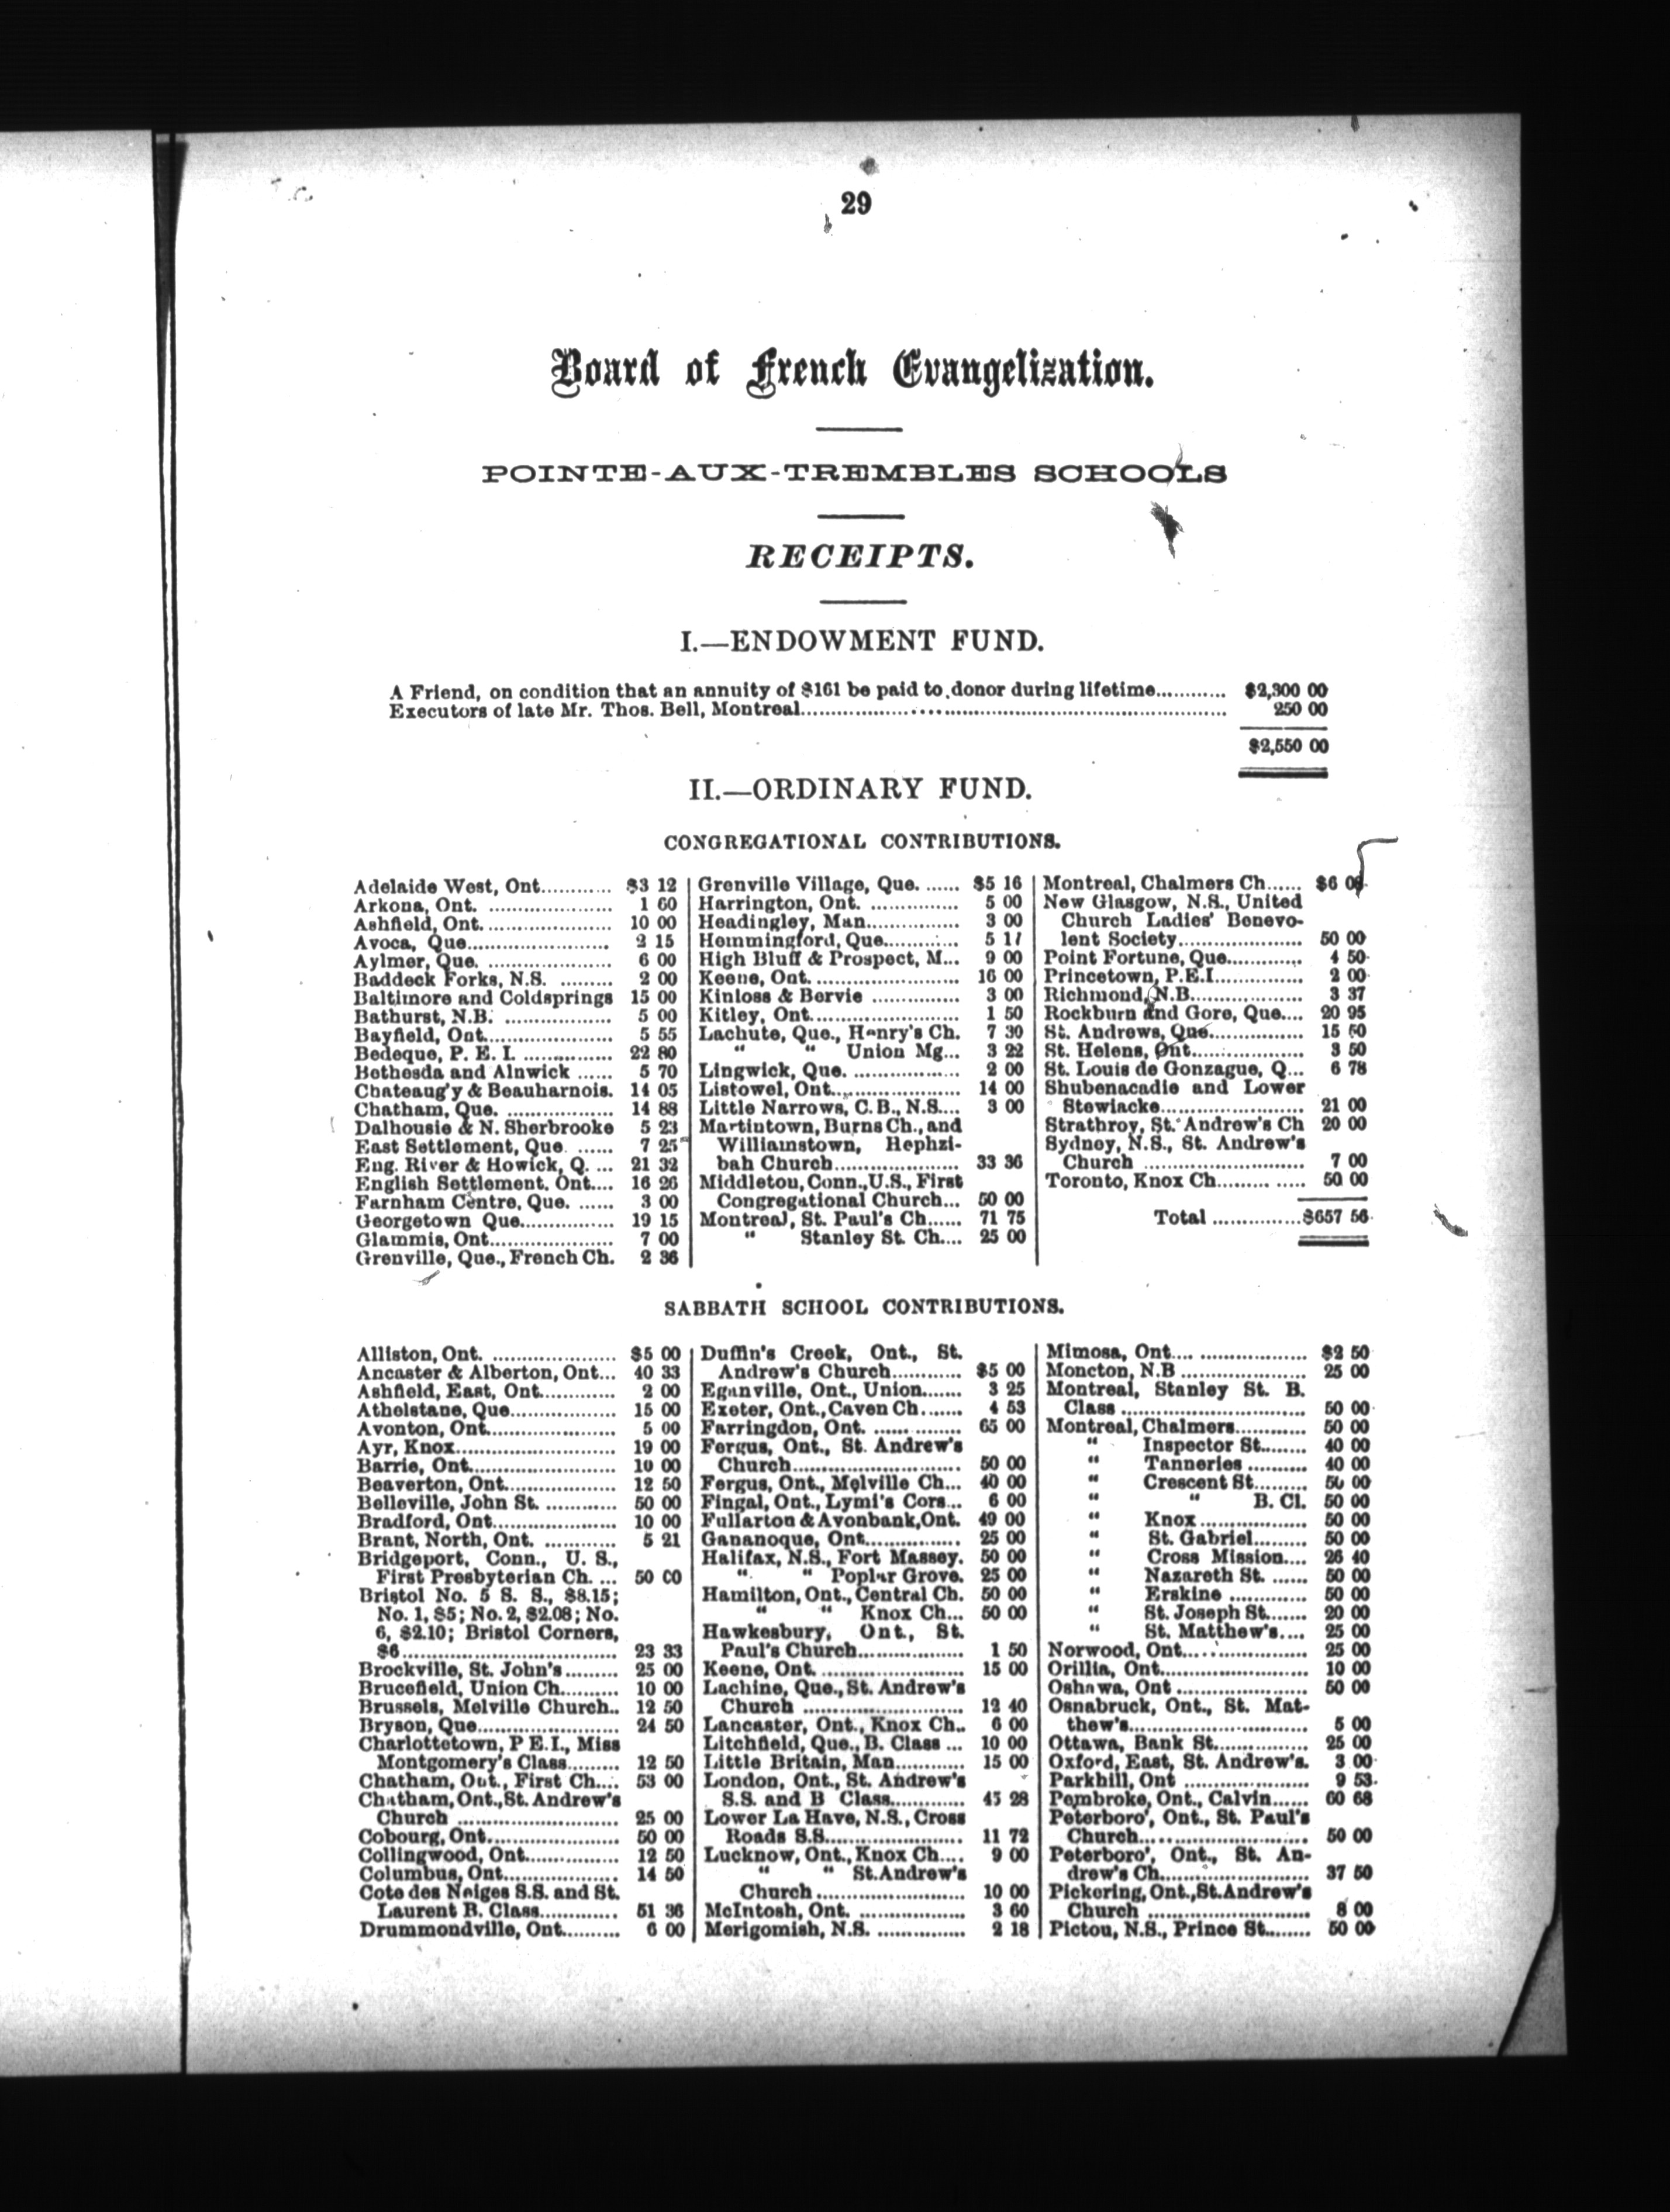 29
Board of French Evangelization.
POINTE-AUX-TREMBLES SCHOOLS
RECEIPTS.
I.—ENDOWMENT FUND.
A Friend, on condition that an annuity of $161 be paid to donor during lifetime........... $2,300 00
Executors of late Mr. Thos. Bell, Montreal........... 250 00
$2,550 00
II.—ORDINARY FUND.
CONGREGATIONAL CONTRIBUTIONS.
Adelaide West, Ont........... $3 12
Arkona, Ont. ........... 1 60
Ashfield, Ont. ........... 10 00
Avoca, Que........... 2 15
Aylmer, Que. ........... 6 00
Baddeck Forks, N.S. ......... 2 00
Baltimore and Coldsprings 15 00
Bathurst, N.B. ........... 5 00
Bayfield, Ont........... 5 55
Bedeque, P. E. I. ........... 22 80
Bethesda and Alnwick ...... 5 70
Chateaug'y & Beauharnois. 14 05
Chatham, Que. ........... 14 88
Dalhousie & N. Sherbrooke 5 23
East Settlement, Que. ...... 7 25
Eng. River & Howick, Q. ... 21 32
English Settlement, Ont.... 16 26
Farnham Centre, Que. ...... 3 00
Georgetown Que........... 19 15
Glammis, Ont........... 7 00
Grenville, Que., French Ch. 2 36
Grenville Village, Que. ...... $5 16
Harrington, Ont. ........... 5 00
Headingley, Man........... 3 00
Hemmingford, Que........... 5 17
High Bluff & Prospect, M... 9 00
Keene, Ont. ........... 16 00
Kinloss & Bervie ........... 3 00
Kitley, Ont........... 1 50
Lachute, Que., Henry's Ch. 7 30
" " Union Mg... 3 22
Lingwick, Que. ........... 2 00
Listowel, Ont........... 14 00
Little Narrows, C.B., N.S.... 3 00
Martintown, Burns Ch., and
Williamstown, Hephzi-
bah Church........... 33 36
Middletou, Conn., U.S., First
Congregational Church... 50 00
Montreal, St. Paul's Ch...... 71 75
" Stanley St. Ch.... 25 00
Montreal, Chalmers Ch...... $6 00
New Glasgow, N.S., United
Church Ladies' Benevo-
lent Society........... 50 00
Point Fortune, Que........... 4 50
Princetown, P.E.I........... 2 00
Richmond, N.B........... 3 37
Rockburn and Gore, Que.... 20 95
St. Andrews, Que........... 15 50
St. Helens, Ont........... 3 50
St. Louis de Gonzague, Q... 6 78
Shubenacadie and Lower
Stewiacke........... 21 00
Strathroy, St. Andrew's Ch 20 00
Sydney, N.S., St. Andrew's
Church ........... 7 00
Toronto, Knox Ch........... 50 00
Total ...........$657 56
SABBATH SCHOOL CONTRIBUTIONS.
Alliston, Ont. ........... $5 00
Ancaster & Alberton, Ont... 40 33
Ashfield, East, Ont........... 2 00
Athelstane, Que........... 15 00
Avonton, Ont........... 5 00
Ayr, Knox........... 19 00
Barrie, Ont........... 10 00
Beaverton, Ont........... 12 50
Belleville, John St. ........... 50 00
Bradford, Ont........... 10 00
Brant, North, Ont. ........... 5 21
Bridgeport, Conn., U. S.,
First Presbyterian Ch. ... 50 00
Bristol No. 5 S. S., $8.15;
No. 1, $5; No. 2, $2.08; No.
6, $2.10; Bristol Corners,
$6........... 23 33
Brockville, St. John's......... 25 00
Brucefield, Union Ch.......... 10 00
Brussels, Melville Church.. 12 50
Bryson, Que........... 24 50
Charlottetown, P E.I., Miss
Montgomery's Class......... 12 50
Chatham, Ont., First Ch.... 53 00
Chatham, Ont., St. Andrew's
Church ........... 25 00
Cobourg, Ont........... 50 00
Collingwood, Ont........... 12 50
Columbus, Ont........... 14 50
Cote des Neiges S.S. and St.
Laurent B. Class........... 51 36
Drummondville, Ont.......... 6 00
Duffin's Creek, Ont., St.
Andrew's Church........... $5 00
Eganville, Ont., Union....... 3 25
Exeter, Ont., Caven Ch....... 4 53
Farringdon, Ont. ........... 65 00
Fergus, Ont., St. Andrew's
Church........... 50 00
Fergus, Ont., Melville Ch... 40 00
Fingal, Ont., Lyml's Cors... 6 00
Fullarton & Avonbank, Ont. 49 00
Gananoque, Ont........... 25 00
Halifax, N.S., Fort Massey. 50 00
" " Poplar Grove. 25 00
Hamilton, Ont., Central Ch. 50 00
" " Knox Ch... 50 00
Hawkesbury, Ont., St.
Paul's Church........... 1 50
Keene, Ont. ........... 15 00
Lachine, Que., St. Andrew's
Church ........... 12 40
Lancaster, Ont., Knox Ch.. 6 00
Litchfield, Que., B. Class ... 10 00
Little Britain, Man........... 15 00
London, Ont., St. Andrew's
S.S. and B Class........... 45 28
Lower La Have, N.S., Cross
Roads S.S........... 11 72
Lucknow, Ont., Knox Ch.... 9 00
" " St. Andrew's
Church ........... 10 00
McIntosh, Ont. ........... 3 60
Merigomish, N.S. ........... 2 18
Mimosa, Ont........... $2 50
Moncton, N.B ........... 25 00
Montreal, Stanley St. B.
Class ........... 50 00
Montreal, Chalmers........... 50 00
" Inspector St........ 40 00
" Tanneries .......... 40 00
" Crescent St......... 50 00
" " B. Cl. 50 00
" Knox ........... 50 00
" St. Gabriel......... 50 00
" Cross Mission.... 26 40
" Nazareth St. ...... 50 00
" Erskine ........... 50 00
" St. Joseph St....... 20 00
" St. Matthew's.... 25 00
Norwood, Ont........... 25 00
Orillia, Ont........... 10 00
Oshawa, Ont ........... 50 00
Osnabruck, Ont., St. Mat-
thew's........... 5 00
Ottawa, Bank St........... 25 00
Oxford, East, St. Andrew's. 3 00
Parkhill, Ont ........... 9 53
Pembroke, Ont., Calvin...... 60 68
Peterboro', Ont., St. Paul's
Church........... 50 00
Peterboro', Ont., St. An-
drew's Ch........... 37 50
Pickering, Ont., St. Andrew's
Church ........... 8 00
Pictou, N.S., Prince St........ 50 00